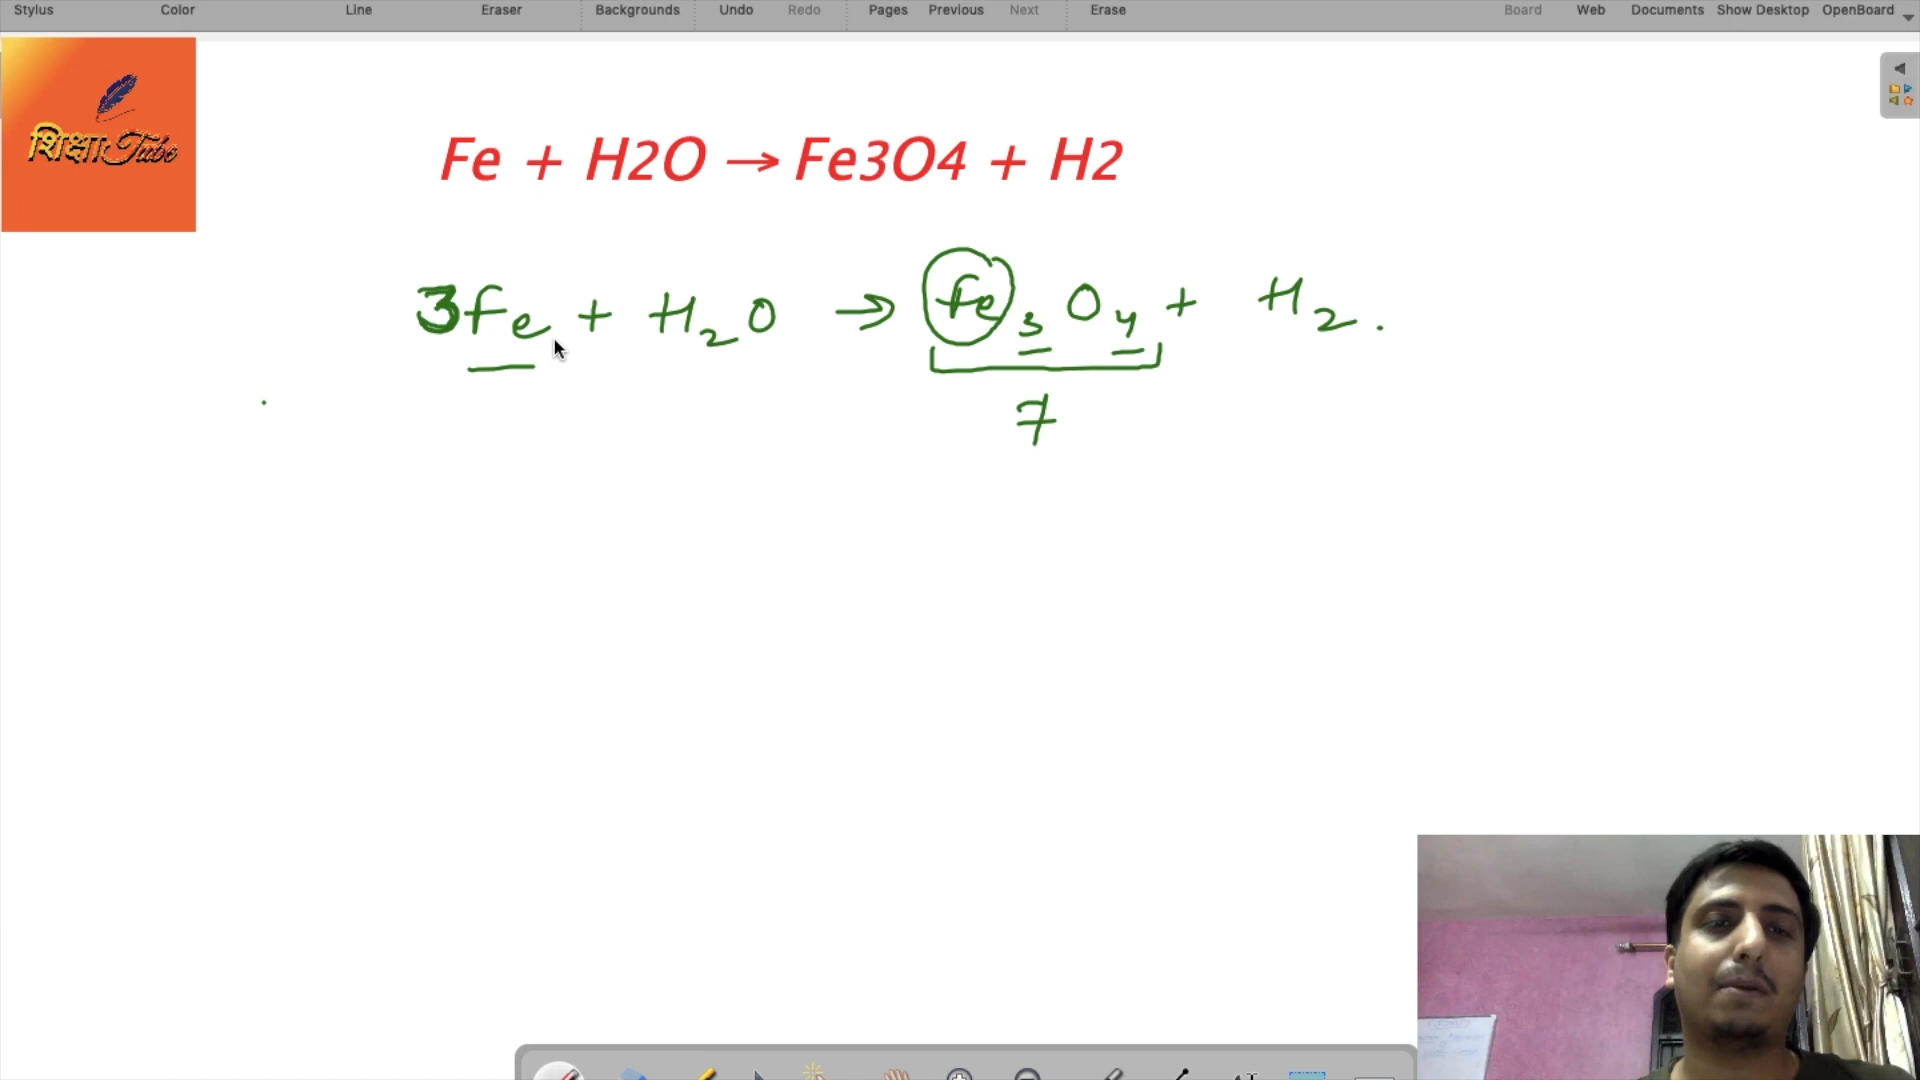 Stylus Color Line Eraser Backgrounds Undo Redo Pages Previous Next Erase Board Web Documents Show Desktop OpenBoard
शिक्षा Tube
Fe + H2O → Fe3O4 + H2
3Fe + H₂O → Fe₃O₄ + H₂.
7